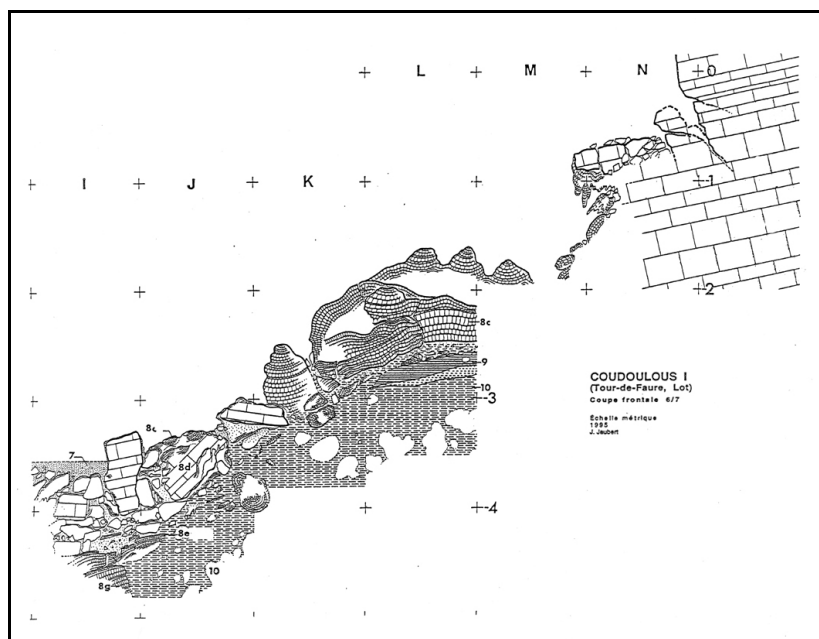 L M N 0
I J K -1
-2
8c
9
10
-3
COUDOULOUS I
(Tour-de-Faure, Lot)
Coupe frontale 6/7
Échelle métrique
1995
J. Jaubert
8c
7
8d
-4
8e
10
8g